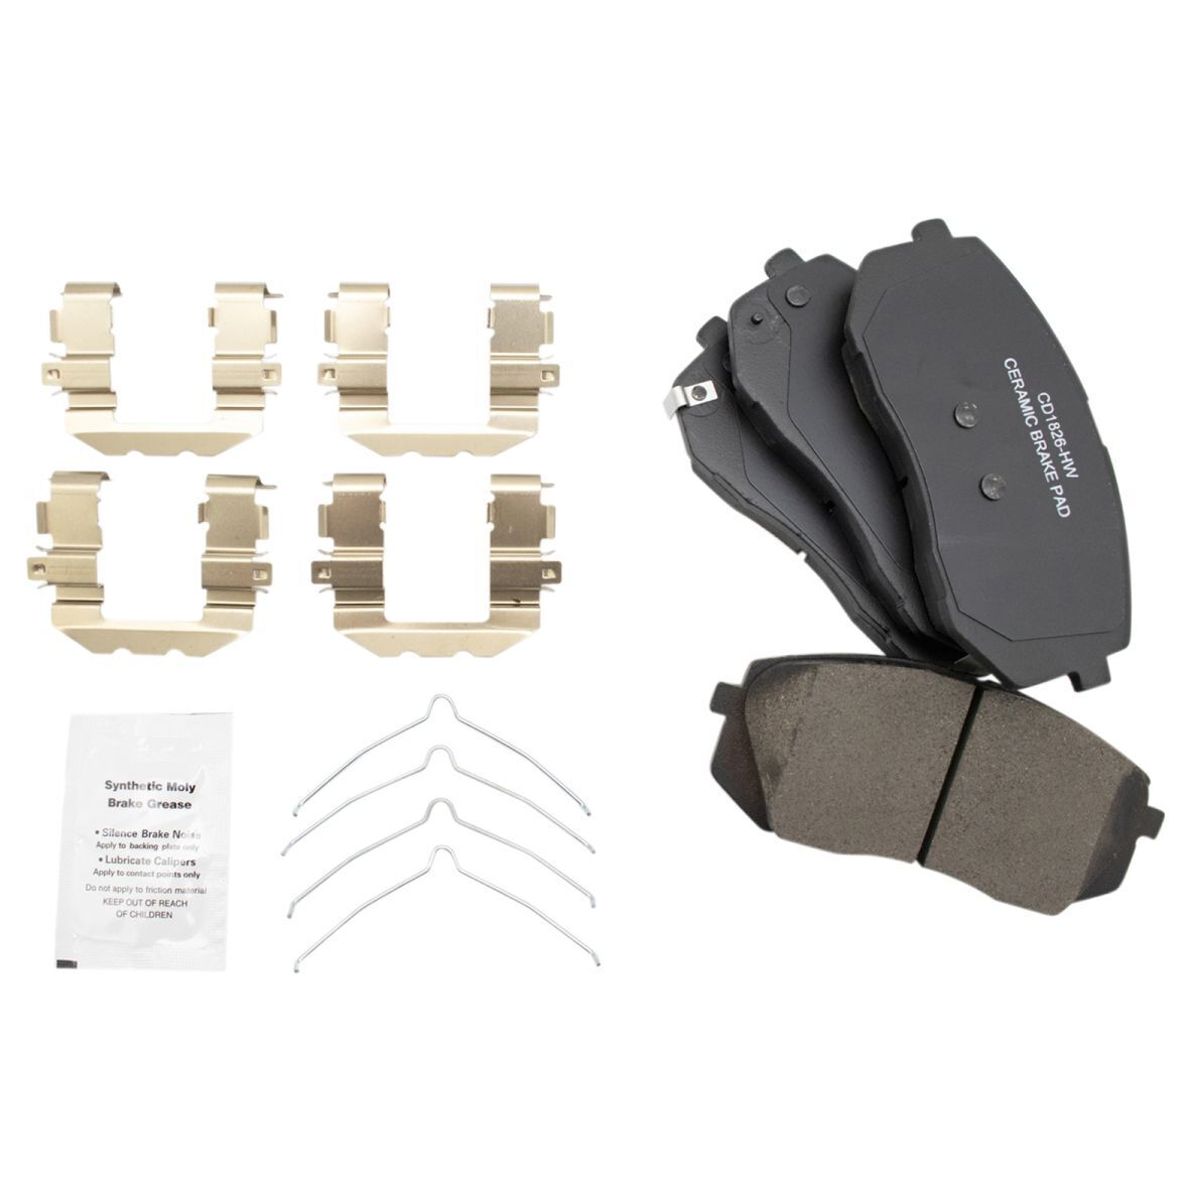 CD1826-HW
CERAMIC BRAKE PAD
Synthetic Moly
Brake Grease
• Silence Brake Noise
Apply to backing plate only
• Lubricate Calipers
Apply to contact points only
Do not apply to friction material
KEEP OUT OF REACH
OF CHILDREN